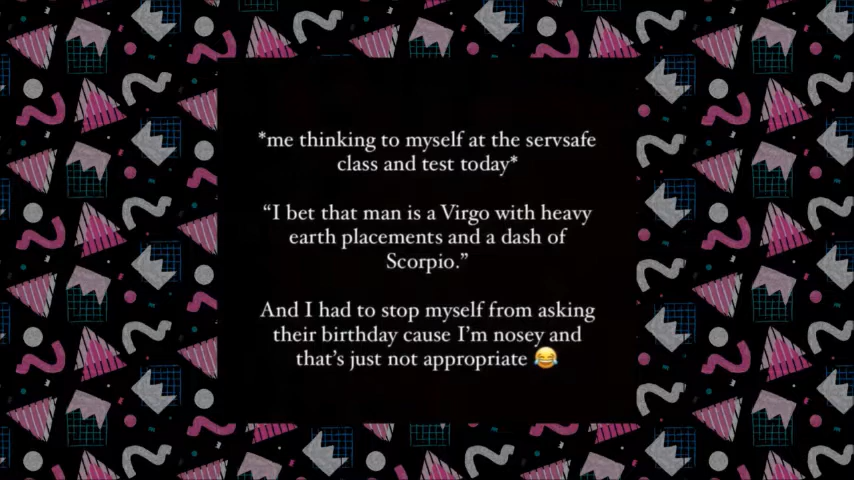 *me thinking to myself at the servsafe
class and test today*
“I bet that man is a Virgo with heavy
earth placements and a dash of
Scorpio.”
And I had to stop myself from asking
their birthday cause I’m nosey and
that’s just not appropriate 😂